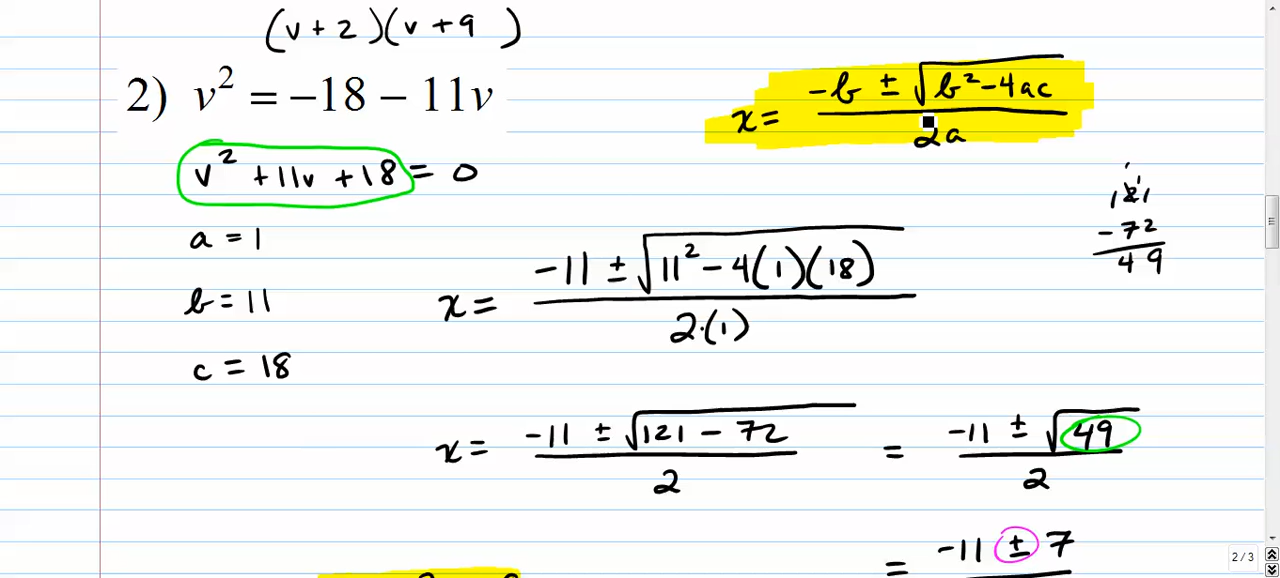 (v + 2)(v + 9)
2) v² = −18 − 11v
x = (-b ± √(b² - 4ac)) / 2a
v² + 11v + 18 = 0
121
- 72
49
a = 1
b = 11
c = 18
x = (-11 ± √(11² - 4(1)(18))) / 2·(1)
x = (-11 ± √(121 - 72)) / 2 = (-11 ± √49) / 2
= -11 ± 7
2 / 3